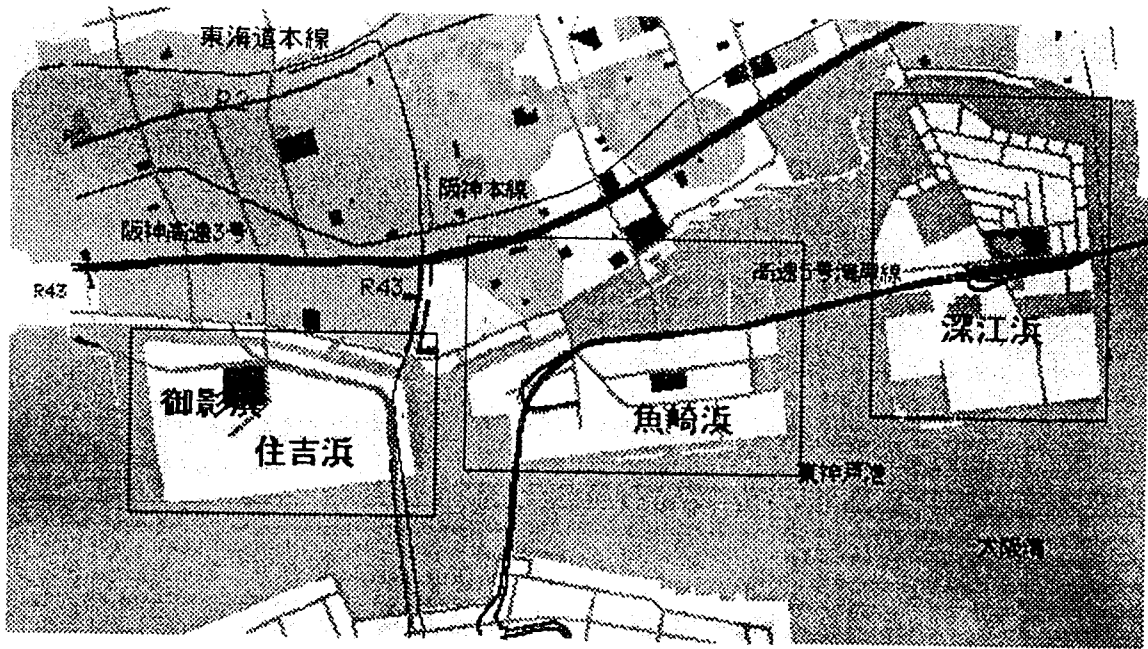 東海道本線
R2
阪神本線
阪神高速3号
高速5号湾岸線
R43
R43
深江浜
御影浜
魚崎浜
住吉浜
東神戸港
大阪湾